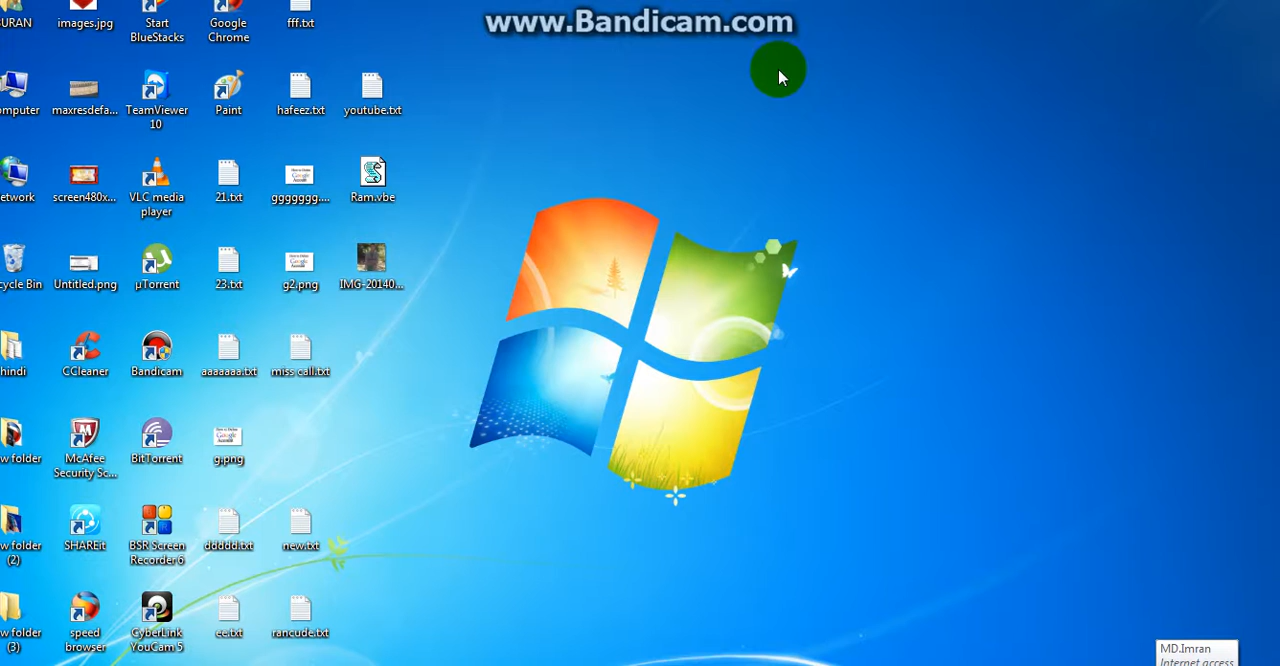 www.Bandicam.com
URAN
images.jpg
Start
BlueStacks
Google
Chrome
fff.txt
omputer
maxresdefa...
TeamViewer
10
Paint
hafeez.txt
youtube.txt
etwork
screen480x...
VLC media
player
21.txt
ggggggg....
Ram.vbe
cycle Bin
Untitled.png
µTorrent
23.txt
g2.png
IMG-20140...
hindi
CCleaner
Bandicam
aaaaaaa.txt
miss call.txt
w folder
McAfee
Security Sc...
BitTorrent
g.png
w folder
(2)
SHAREit
BSR Screen
Recorder6
ddddd.txt
new.txt
w folder
(3)
speed
browser
CyberLink
YouCam 5
ee.txt
rancude.txt
MD.Imran
Internet access